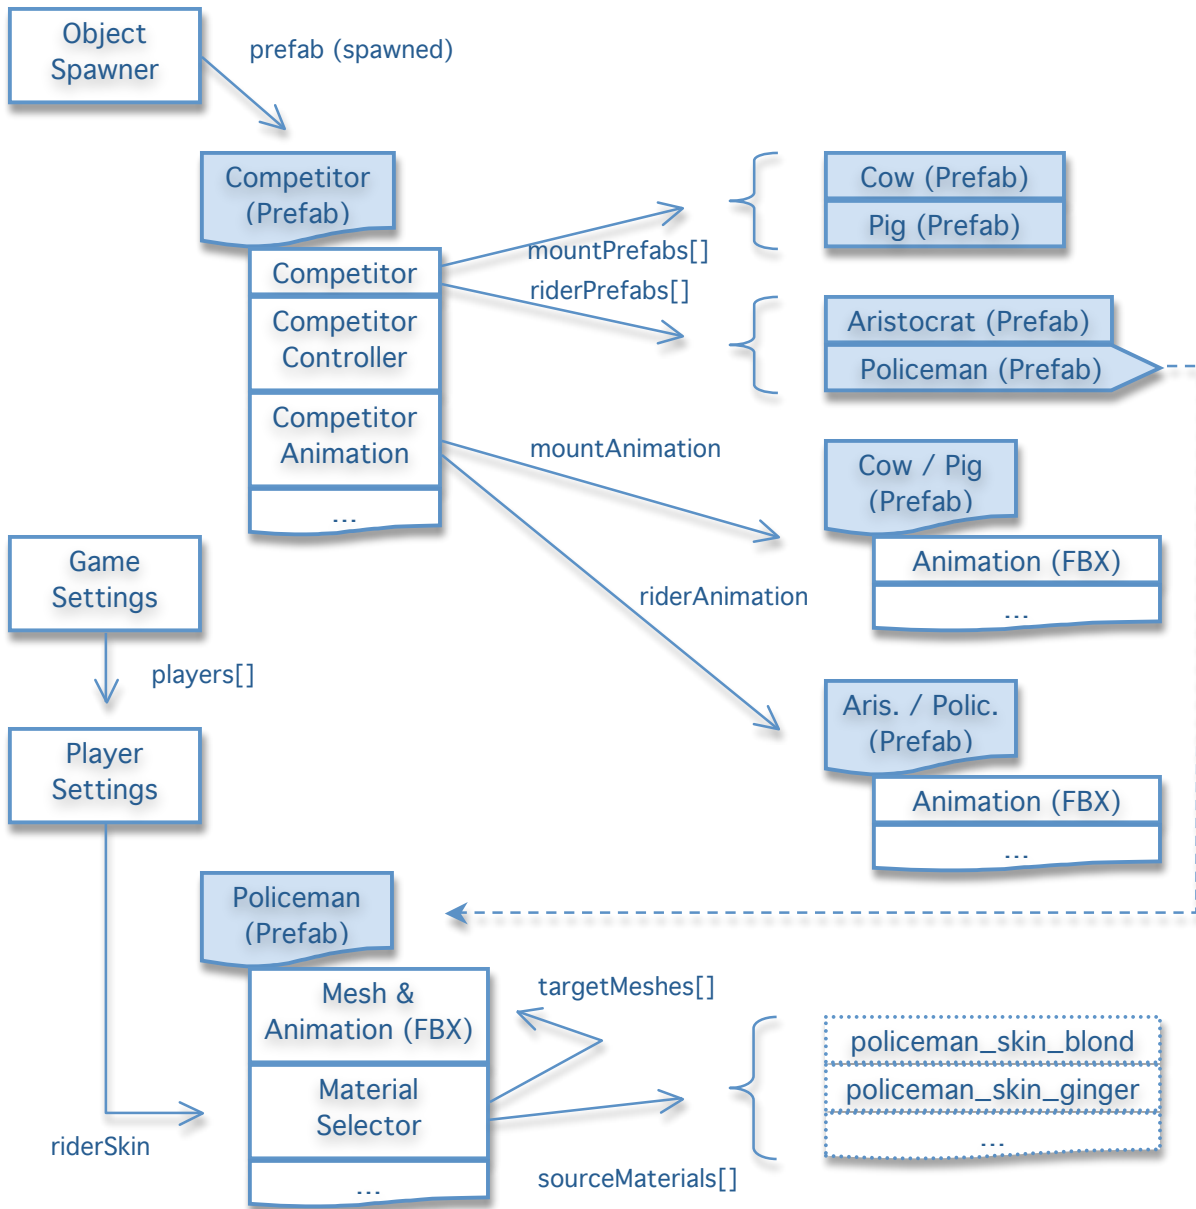 Object
Spawner
prefab (spawned)
Competitor
(Prefab)
Cow (Prefab)
Pig (Prefab)
mountPrefabs[]
Competitor
riderPrefabs[]
Aristocrat (Prefab)
Policeman (Prefab)
Competitor
Controller
Competitor
Animation
...
mountAnimation
Cow / Pig
(Prefab)
Animation (FBX)
...
Game
Settings
riderAnimation
players[]
Aris. / Polic.
(Prefab)
Animation (FBX)
...
Player
Settings
Policeman
(Prefab)
Mesh &
Animation (FBX)
targetMeshes[]
policeman_skin_blond
policeman_skin_ginger
...
Material
Selector
...
riderSkin
sourceMaterials[]